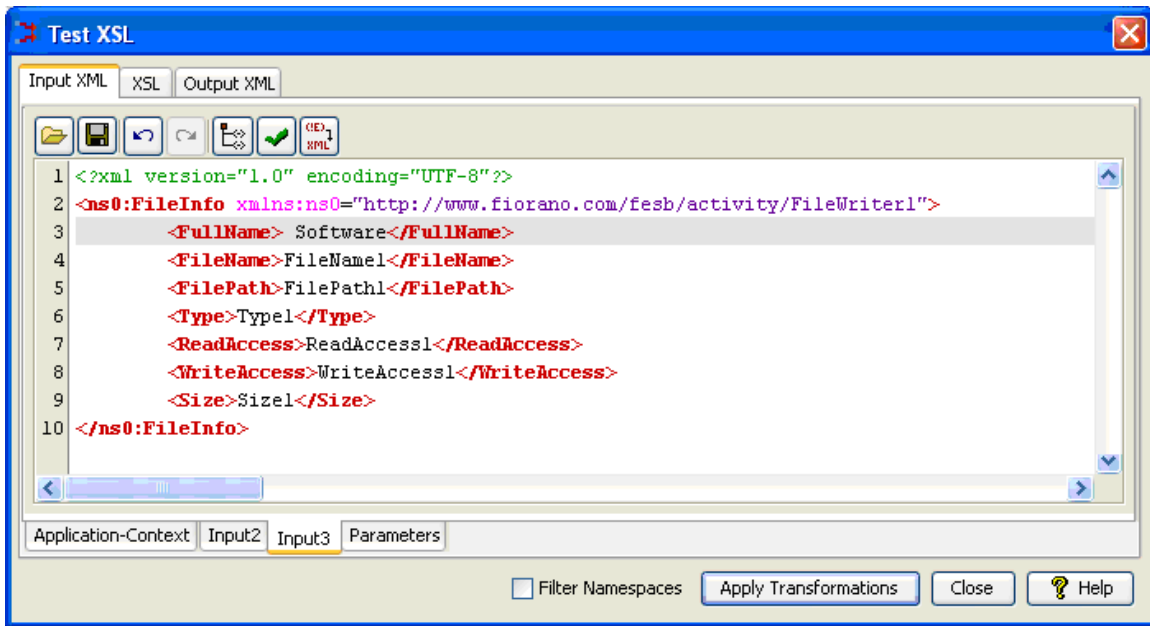 Test XSL
Input XML XSL Output XML
(IE)
XML
1 <?xml version="1.0" encoding="UTF-8"?>
2 <ns0:FileInfo xmlns:ns0="http://www.fiorano.com/fesb/activity/FileWriter1">
3 <FullName> Software</FullName>
4 <FileName>FileName1</FileName>
5 <FilePath>FilePath1</FilePath>
6 <Type>Type1</Type>
7 <ReadAccess>ReadAccess1</ReadAccess>
8 <WriteAccess>WriteAccess1</WriteAccess>
9 <Size>Size1</Size>
10 </ns0:FileInfo>
Application-Context Input2 Input3 Parameters
Filter Namespaces Apply Transformations Close Help